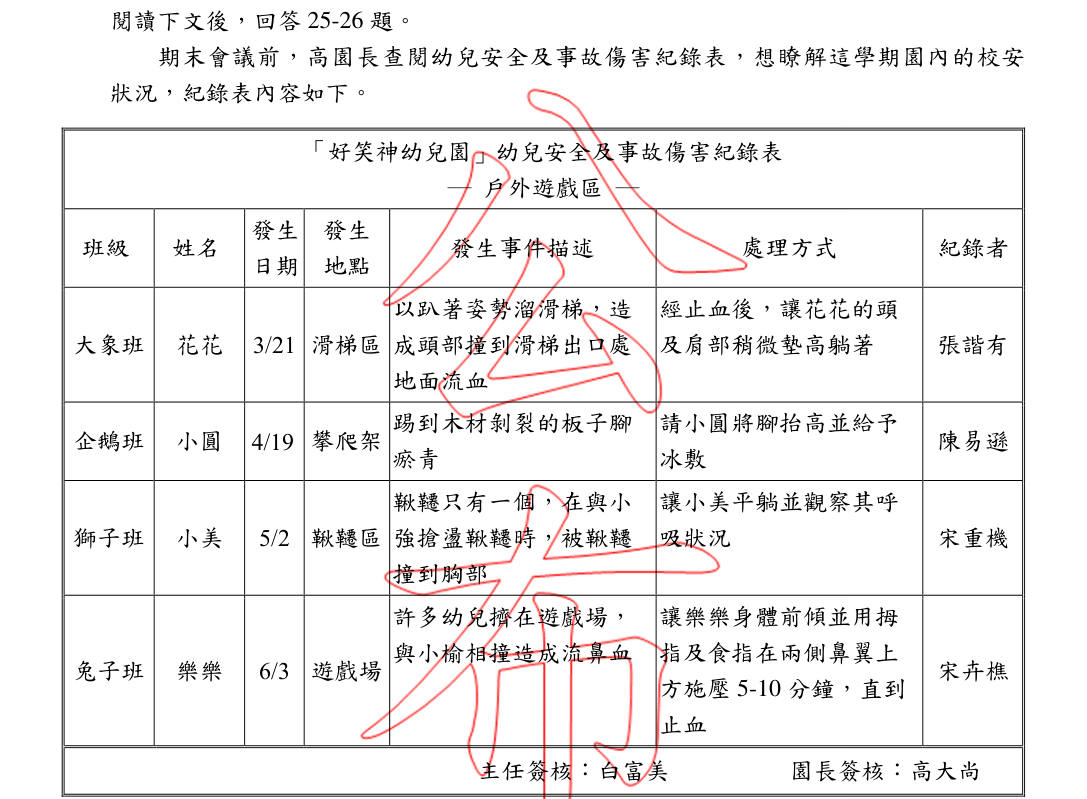 閱讀下文後，回答 25-26 題。
期末會議前，高園長查閱幼兒安全及事故傷害紀錄表，想瞭解這學期園內的校安
狀況，紀錄表內容如下。
「好笑神幼兒園」幼兒安全及事故傷害紀錄表
— 戶外遊戲區 —
班級 姓名 發生日期 發生地點 發生事件描述 處理方式 紀錄者
大象班 花花 3/21 滑梯區
以趴著姿勢溜滑梯，造
成頭部撞到滑梯出口處
地面流血
經止血後，讓花花的頭
及肩部稍微墊高躺著
張諧有
企鵝班 小圓 4/19 攀爬架
踢到木材剝裂的板子腳
瘀青
請小圓將腳抬高並給予
冰敷
陳易遜
獅子班 小美 5/2 鞦韆區
鞦韆只有一個，在與小
強搶盪鞦韆時，被鞦韆
撞到胸部
讓小美平躺並觀察其呼
吸狀況
宋重機
兔子班 樂樂 6/3 遊戲場
許多幼兒擠在遊戲場，
與小榆相撞造成流鼻血
讓樂樂身體前傾並用拇
指及食指在兩側鼻翼上
方施壓 5-10 分鐘，直到
止血
宋卉樵
主任簽核：白富美 園長簽核：高大尚
公布